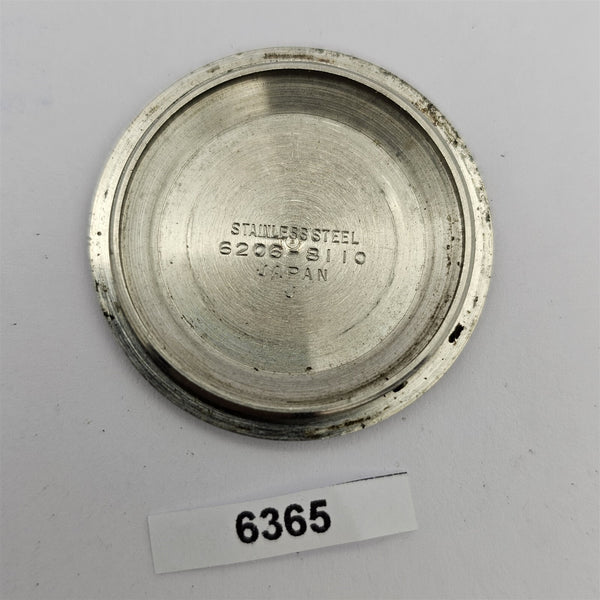 STAINLESS STEEL
6206-8110
JAPAN
J
6365